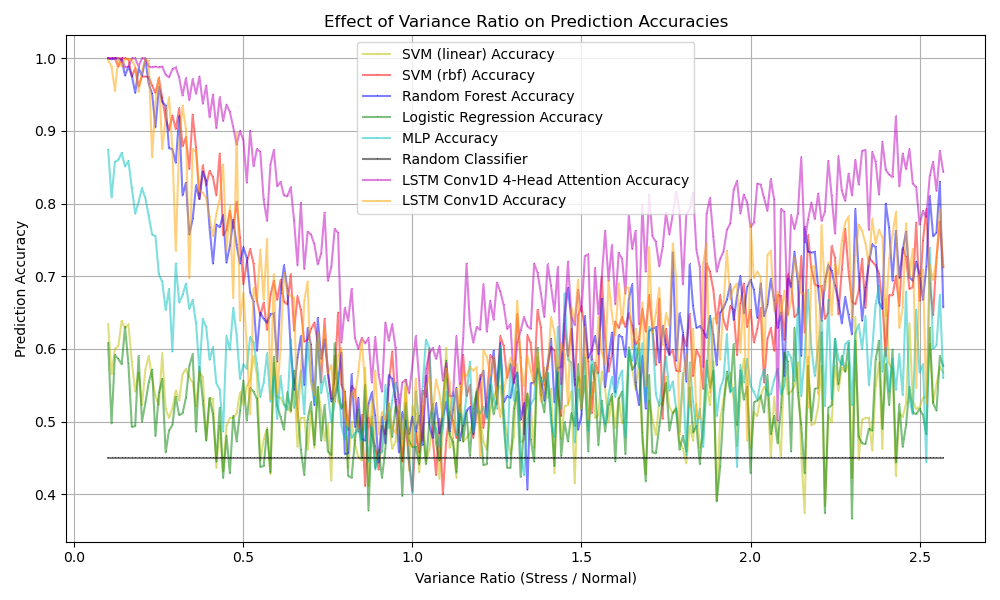 Effect of Variance Ratio on Prediction Accuracies
SVM (linear) Accuracy
SVM (rbf) Accuracy
Random Forest Accuracy
Logistic Regression Accuracy
MLP Accuracy
Random Classifier
LSTM Conv1D 4-Head Attention Accuracy
LSTM Conv1D Accuracy
Prediction Accuracy
1.0
0.9
0.8
0.7
0.6
0.5
0.4
0.0 0.5 1.0 1.5 2.0 2.5
Variance Ratio (Stress / Normal)